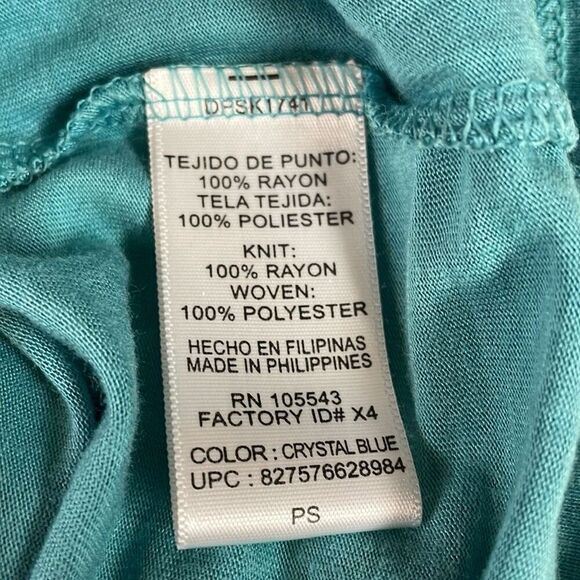 DPSK1741
TEJIDO DE PUNTO:
100% RAYON
TELA TEJIDA:
100% POLIESTER
KNIT:
100% RAYON
WOVEN:
100% POLYESTER
HECHO EN FILIPINAS
MADE IN PHILIPPINES
RN 105543
FACTORY ID# X4
COLOR : CRYSTAL BLUE
UPC : 827576628984
PS